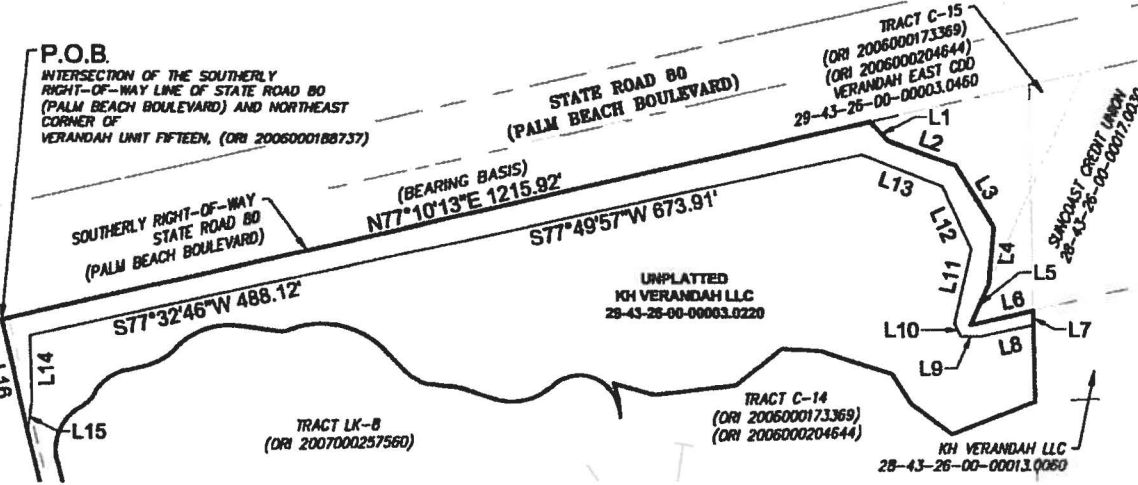 P.O.B.
INTERSECTION OF THE SOUTHERLY
RIGHT-OF-WAY LINE OF STATE ROAD 80
(PALM BEACH BOULEVARD) AND NORTHEAST
CORNER OF
VERANDAH UNIT FIFTEEN, (ORI 2006000188737)
STATE ROAD 80
(PALM BEACH BOULEVARD)
TRACT C-15
(ORI 2006000173369)
(ORI 2006000204644)
VERANDAH EAST CDD
29-43-26-00-00003.0460
SUNCOAST CREDIT UNION
L1
L2
L3
L4
L5
L6
L7
L8
L9
L10
L11
L12
L13
(BEARING BASIS)
N77°10'13"E 1215.92'
S77°49'57"W 673.91'
SOUTHERLY RIGHT-OF-WAY
STATE ROAD 80
(PALM BEACH BOULEVARD)
S77°32'46"W 488.12'
UNPLATTED
KH VERANDAH LLC
29-43-26-00-00003.0220
L14
L15
L16
TRACT LK-8
(ORI 2007000257560)
TRACT C-14
(ORI 2006000173369)
(ORI 2006000204644)
KH VERANDAH LLC
28-43-26-00-00013.0060